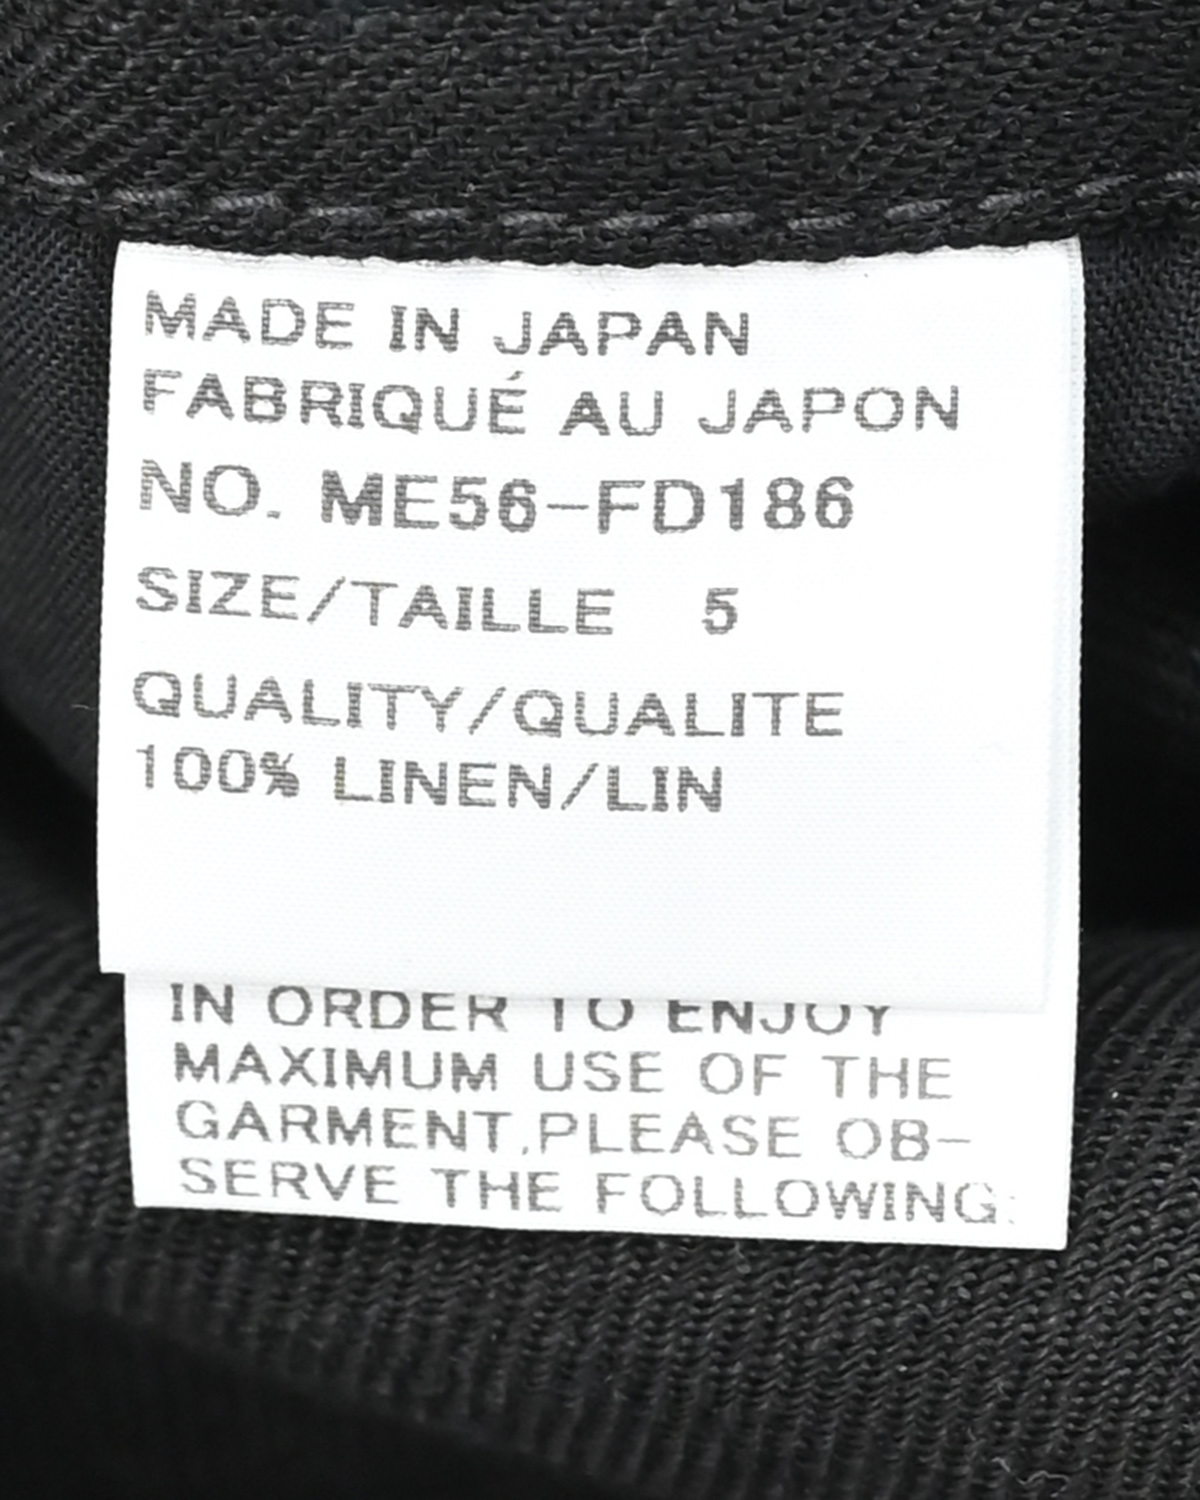 MADE IN JAPAN
FABRIQUÉ AU JAPON
NO. ME56-FD186
SIZE/TAILLE 5
QUALITY/QUALITE
100% LINEN/LIN
IN ORDER TO ENJOY
MAXIMUM USE OF THE
GARMENT,PLEASE OB-
SERVE THE FOLLOWING: